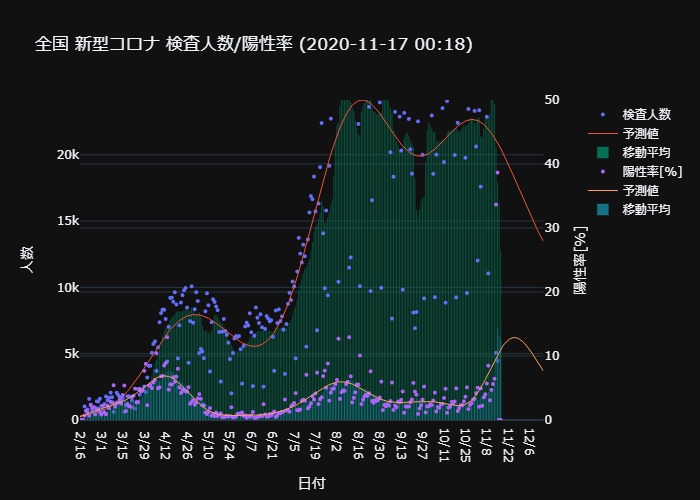 全国 新型コロナ 検査人数/陽性率 (2020-11-17 00:18)
検査人数
予測値
移動平均
陽性率[%]
予測値
移動平均
人数
20k
15k
10k
5k
0
50
40
30
20
10
0
陽性率[%]
2/16
3/1
3/15
3/29
4/12
4/26
5/10
5/24
6/7
6/21
7/5
7/19
8/2
8/16
8/30
9/13
9/27
10/11
10/25
11/8
11/22
12/6
日付